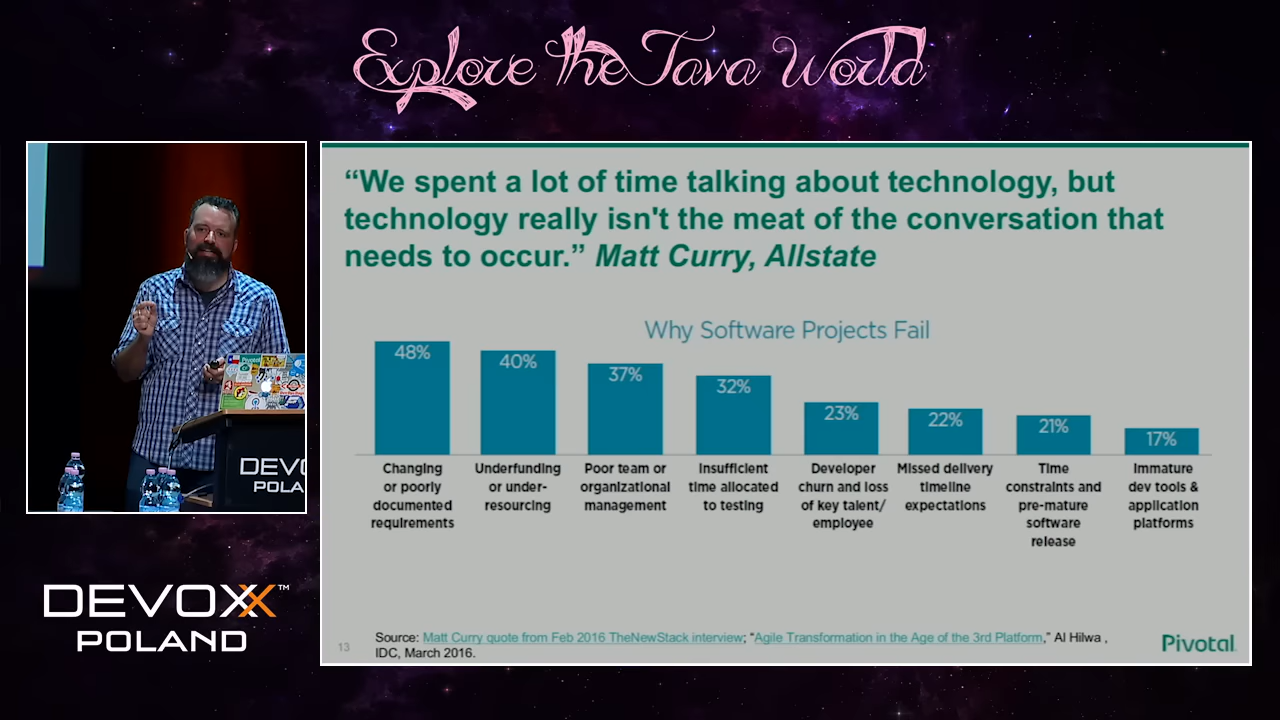 Explore the Java World
“We spent a lot of time talking about technology, but
technology really isn't the meat of the conversation that
needs to occur.” Matt Curry, Allstate
Why Software Projects Fail
48%
40%
37%
32%
23%
22%
21%
17%
Changing
or poorly
documented
requirements
Underfunding
or under-
resourcing
Poor team or
organizational
management
Insufficient
time allocated
to testing
Developer
churn and loss
of key talent/
employee
Missed delivery
timeline
expectations
Time
constraints and
pre-mature
software
release
Immature
dev tools &
application
platforms
13
Source: Matt Curry quote from Feb 2016 TheNewStack interview; “Agile Transformation in the Age of the 3rd Platform,” Al Hilwa ,
IDC, March 2016.
Pivotal
DEVO
POLA
DEVOXX™
POLAND